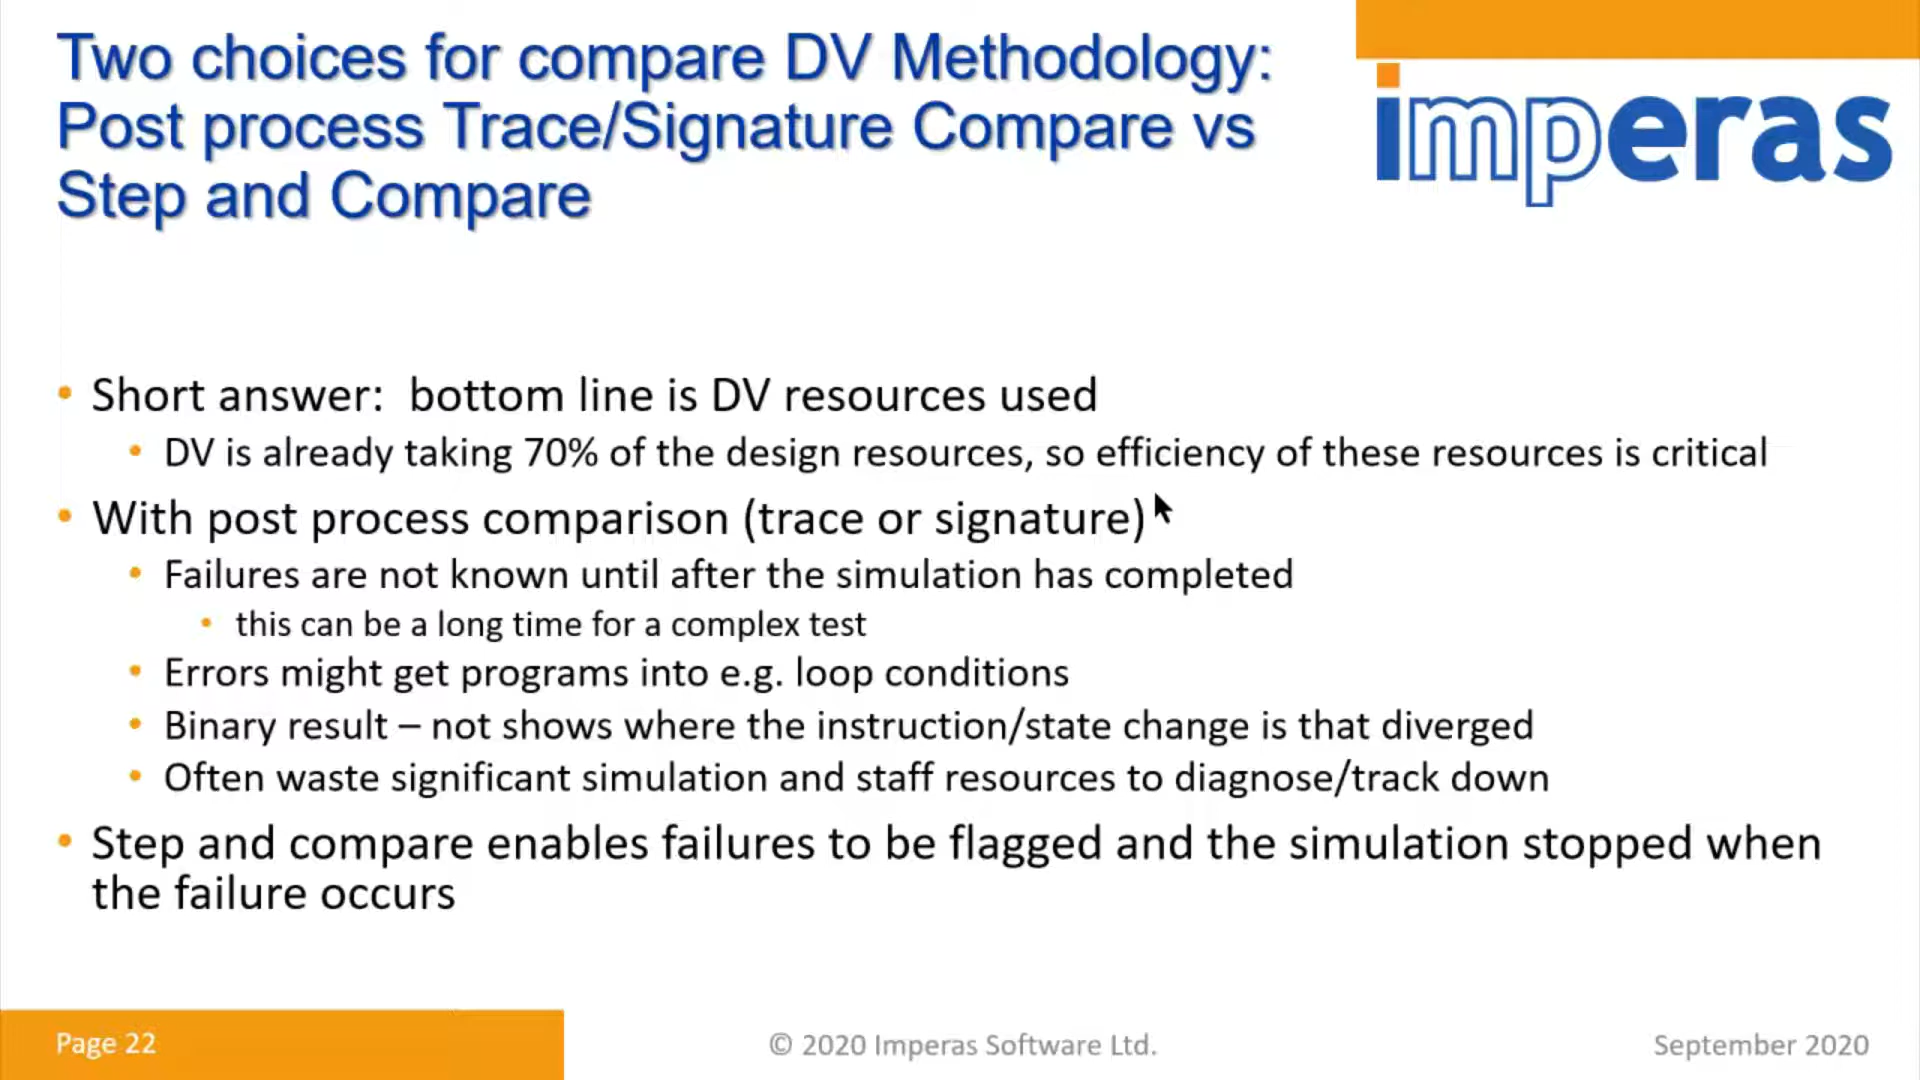 Two choices for compare DV Methodology:
Post process Trace/Signature Compare vs
Step and Compare
imperas
• Short answer:  bottom line is DV resources used
• DV is already taking 70% of the design resources, so efficiency of these resources is critical
• With post process comparison (trace or signature)
• Failures are not known until after the simulation has completed
• this can be a long time for a complex test
• Errors might get programs into e.g. loop conditions
• Binary result – not shows where the instruction/state change is that diverged
• Often waste significant simulation and staff resources to diagnose/track down
• Step and compare enables failures to be flagged and the simulation stopped when
the failure occurs
Page 22
© 2020 Imperas Software Ltd.
September 2020